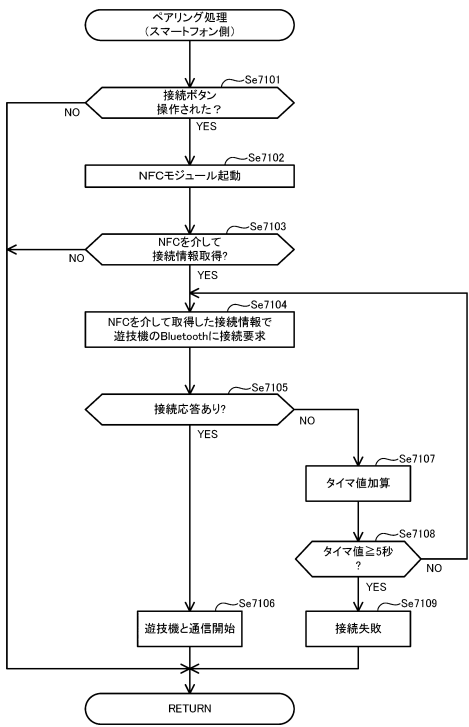 ペアリング処理
(スマートフォン側)
Se7101
接続ボタン
操作された?
NO
YES
Se7102
NFCモジュール起動
Se7103
NFCを介して
接続情報取得?
NO
YES
Se7104
NFCを介して取得した接続情報で
遊技機のBluetoothに接続要求
Se7105
接続応答あり?
NO
YES
Se7107
タイマ値加算
Se7108
タイマ値≧5秒
?
NO
YES
Se7106
遊技機と通信開始
Se7109
接続失敗
RETURN